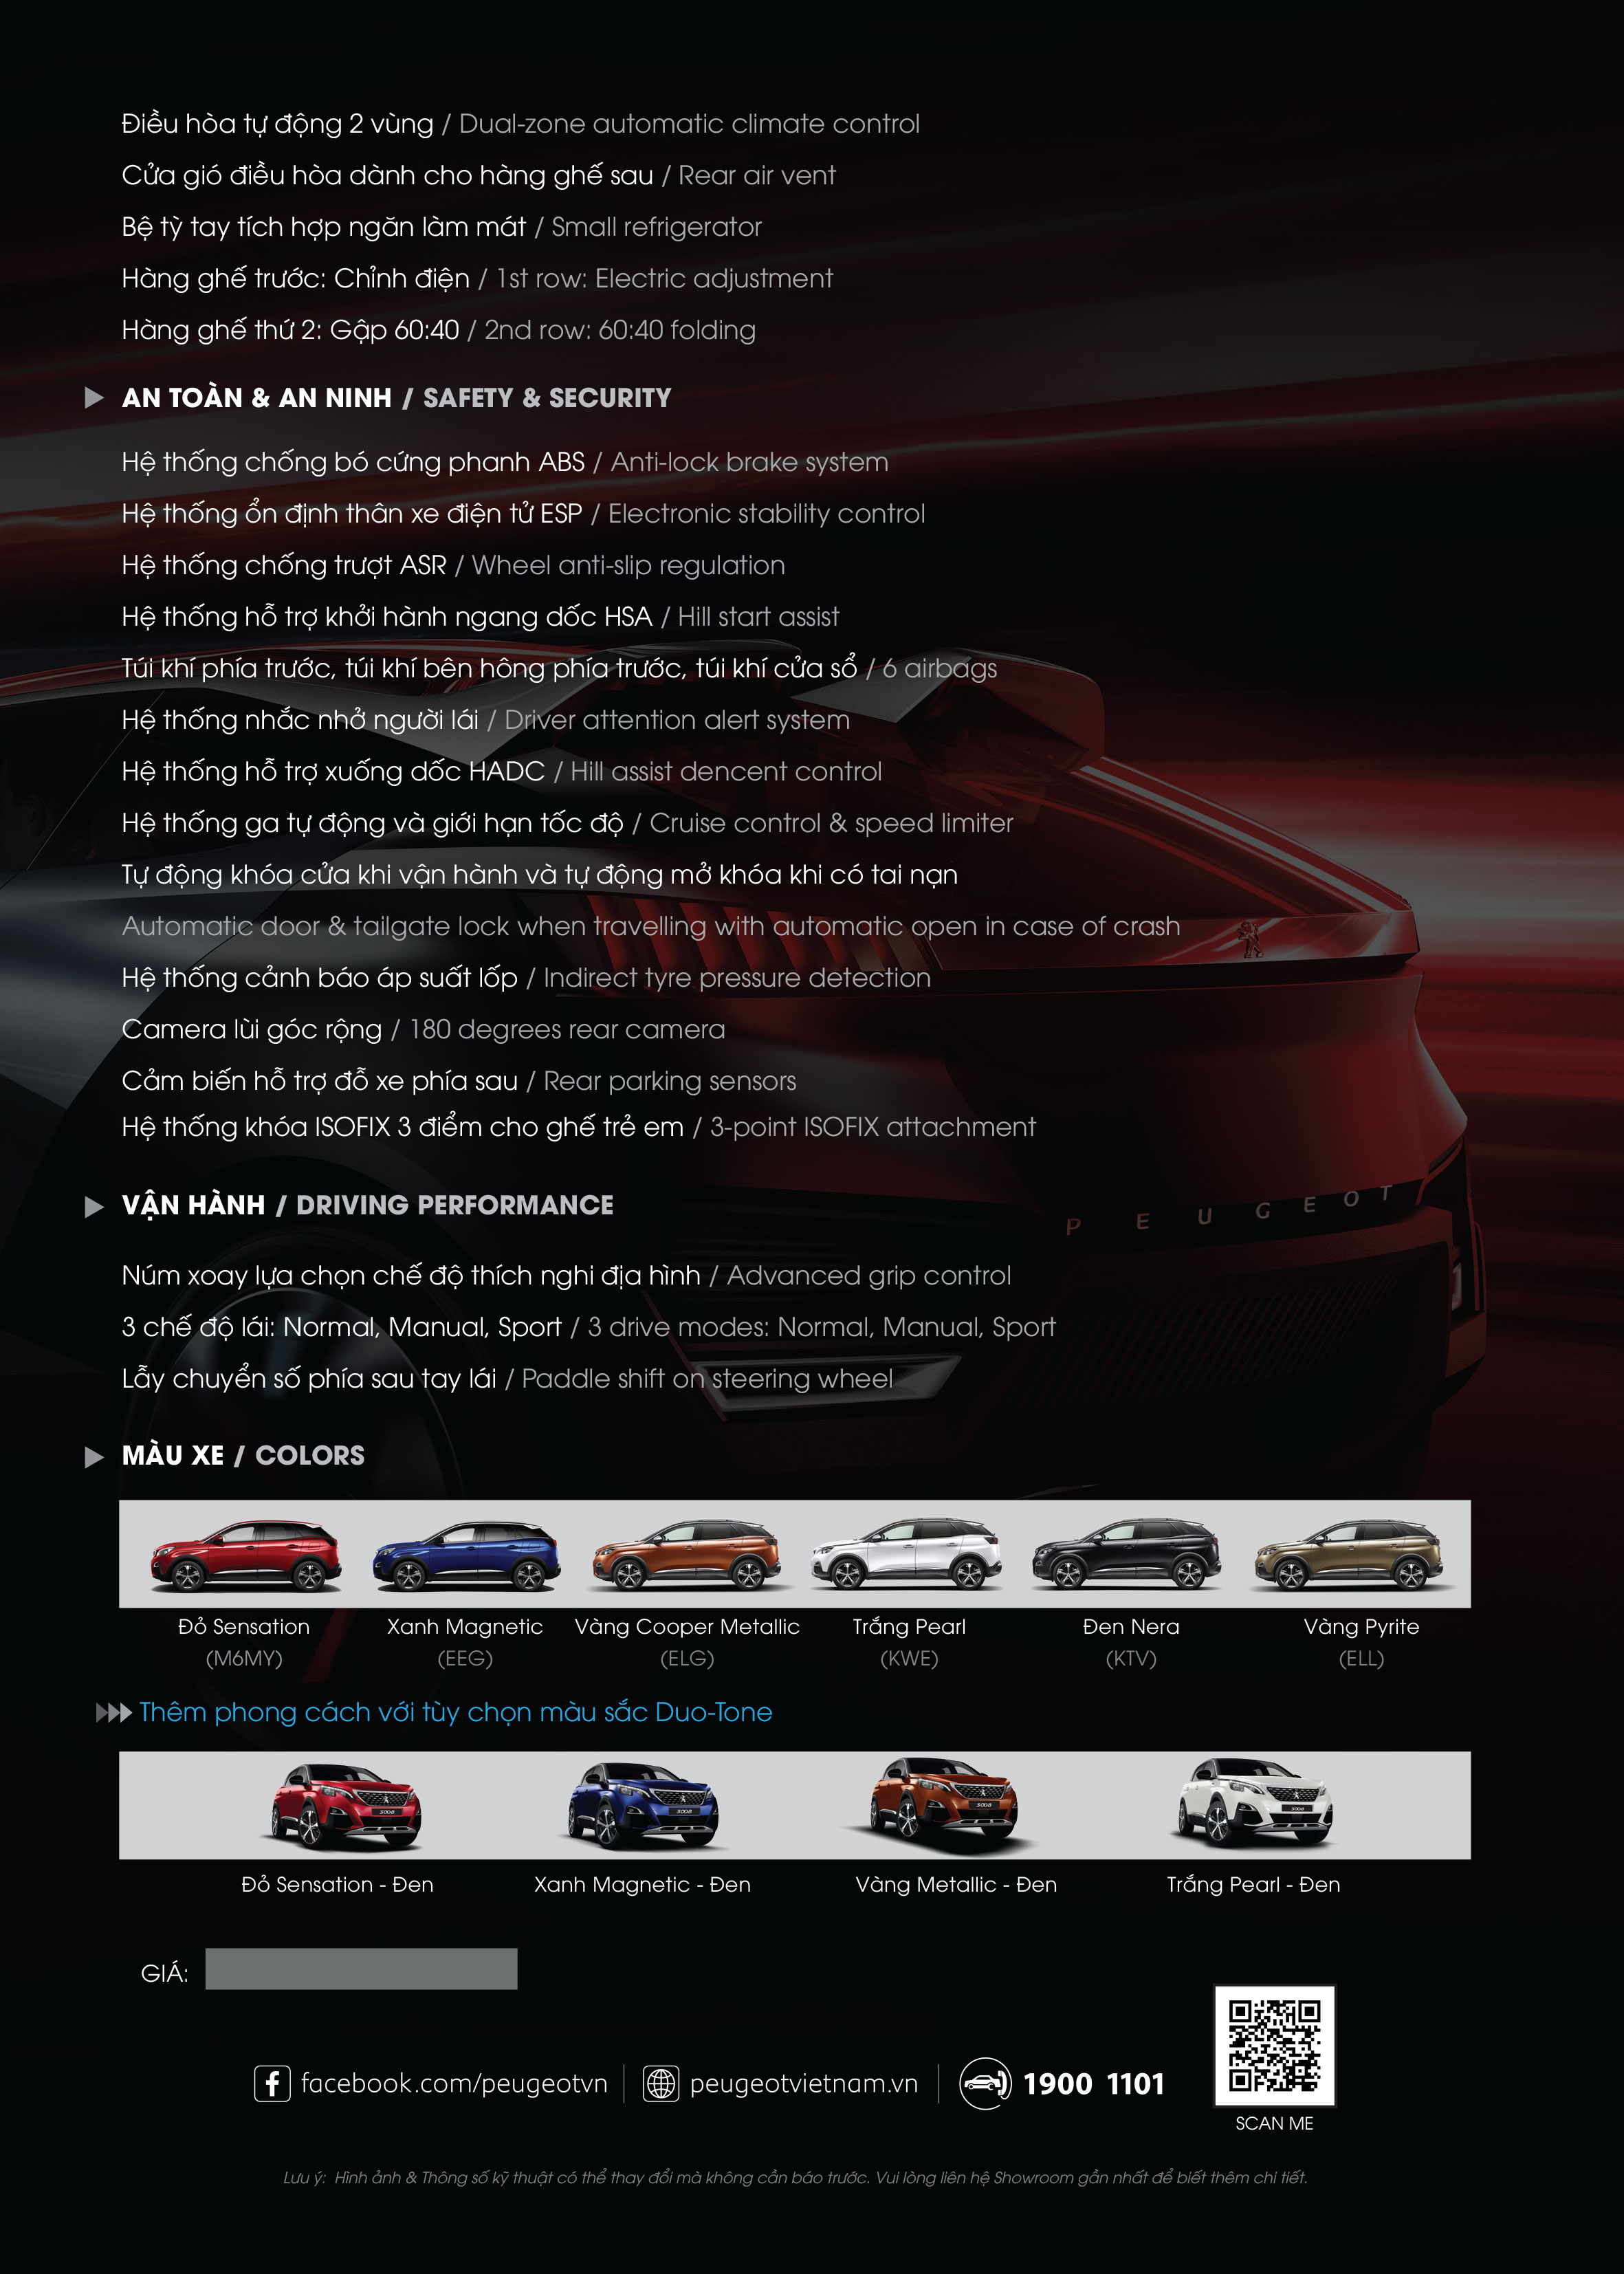 Điều hòa tự động 2 vùng / Dual-zone automatic climate control
Cửa gió điều hòa dành cho hàng ghế sau / Rear air vent
Bệ tỳ tay tích hợp ngăn làm mát / Small refrigerator
Hàng ghế trước: Chỉnh điện / 1st row: Electric adjustment
Hàng ghế thứ 2: Gập 60:40 / 2nd row: 60:40 folding
AN TOÀN & AN NINH / SAFETY & SECURITY
Hệ thống chống bó cứng phanh ABS / Anti-lock brake system
Hệ thống ổn định thân xe điện tử ESP / Electronic stability control
Hệ thống chống trượt ASR / Wheel anti-slip regulation
Hệ thống hỗ trợ khởi hành ngang dốc HSA / Hill start assist
Túi khí phía trước, túi khí bên hông phía trước, túi khí cửa sổ / 6 airbags
Hệ thống nhắc nhở người lái / Driver attention alert system
Hệ thống hỗ trợ xuống dốc HADC / Hill assist dencent control
Hệ thống ga tự động và giới hạn tốc độ / Cruise control & speed limiter
Tự động khóa cửa khi vận hành và tự động mở khóa khi có tai nạn
Automatic door & tailgate lock when travelling with automatic open in case of crash
Hệ thống cảnh báo áp suất lốp / Indirect tyre pressure detection
Camera lùi góc rộng / 180 degrees rear camera
Cảm biến hỗ trợ đỗ xe phía sau / Rear parking sensors
Hệ thống khóa ISOFIX 3 điểm cho ghế trẻ em / 3-point ISOFIX attachment
PEUGEOT
VẬN HÀNH / DRIVING PERFORMANCE
Núm xoay lựa chọn chế độ thích nghi địa hình / Advanced grip control
3 chế độ lái: Normal, Manual, Sport / 3 drive modes: Normal, Manual, Sport
Lẫy chuyển số phía sau tay lái / Paddle shift on steering wheel
MÀU XE / COLORS
Đỏ Sensation Xanh Magnetic Vàng Cooper Metallic Trắng Pearl Đen Nera Vàng Pyrite
(M6MY) (EEG) (ELG) (KWE) (KTV) (ELL)
Thêm phong cách với tùy chọn màu sắc Duo-Tone
3008 3008 3008 3008
Đỏ Sensation - Đen Xanh Magnetic - Đen Vàng Metallic - Đen Trắng Pearl - Đen
GIÁ:
facebook.com/peugeotvn peugeotvietnam.vn 1900 1101
SCAN ME
Lưu ý: Hình ảnh & Thông số kỹ thuật có thể thay đổi mà không cần báo trước. Vui lòng liên hệ Showroom gần nhất để biết thêm chi tiết.